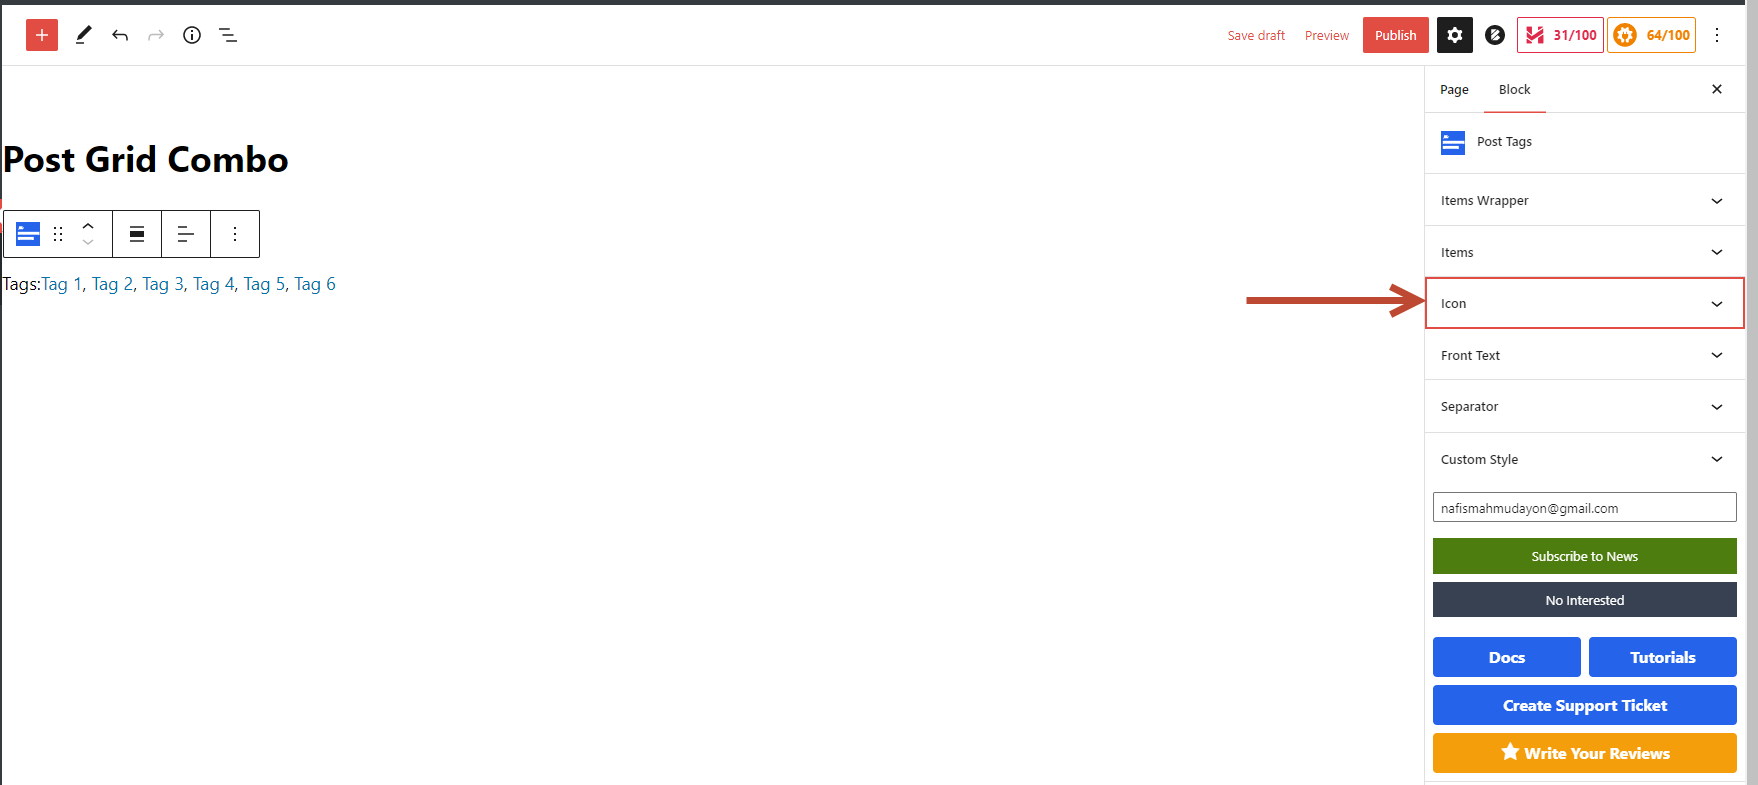 Save draft
Preview
Publish
31/100
64/100
Page
Block
Post Tags
Post Grid Combo
Items Wrapper
Items
Tags:Tag 1, Tag 2, Tag 3, Tag 4, Tag 5, Tag 6
Icon
Front Text
Separator
Custom Style
nafismahmudayon@gmail.com
Subscribe to News
No Interested
Docs
Tutorials
Create Support Ticket
Write Your Reviews